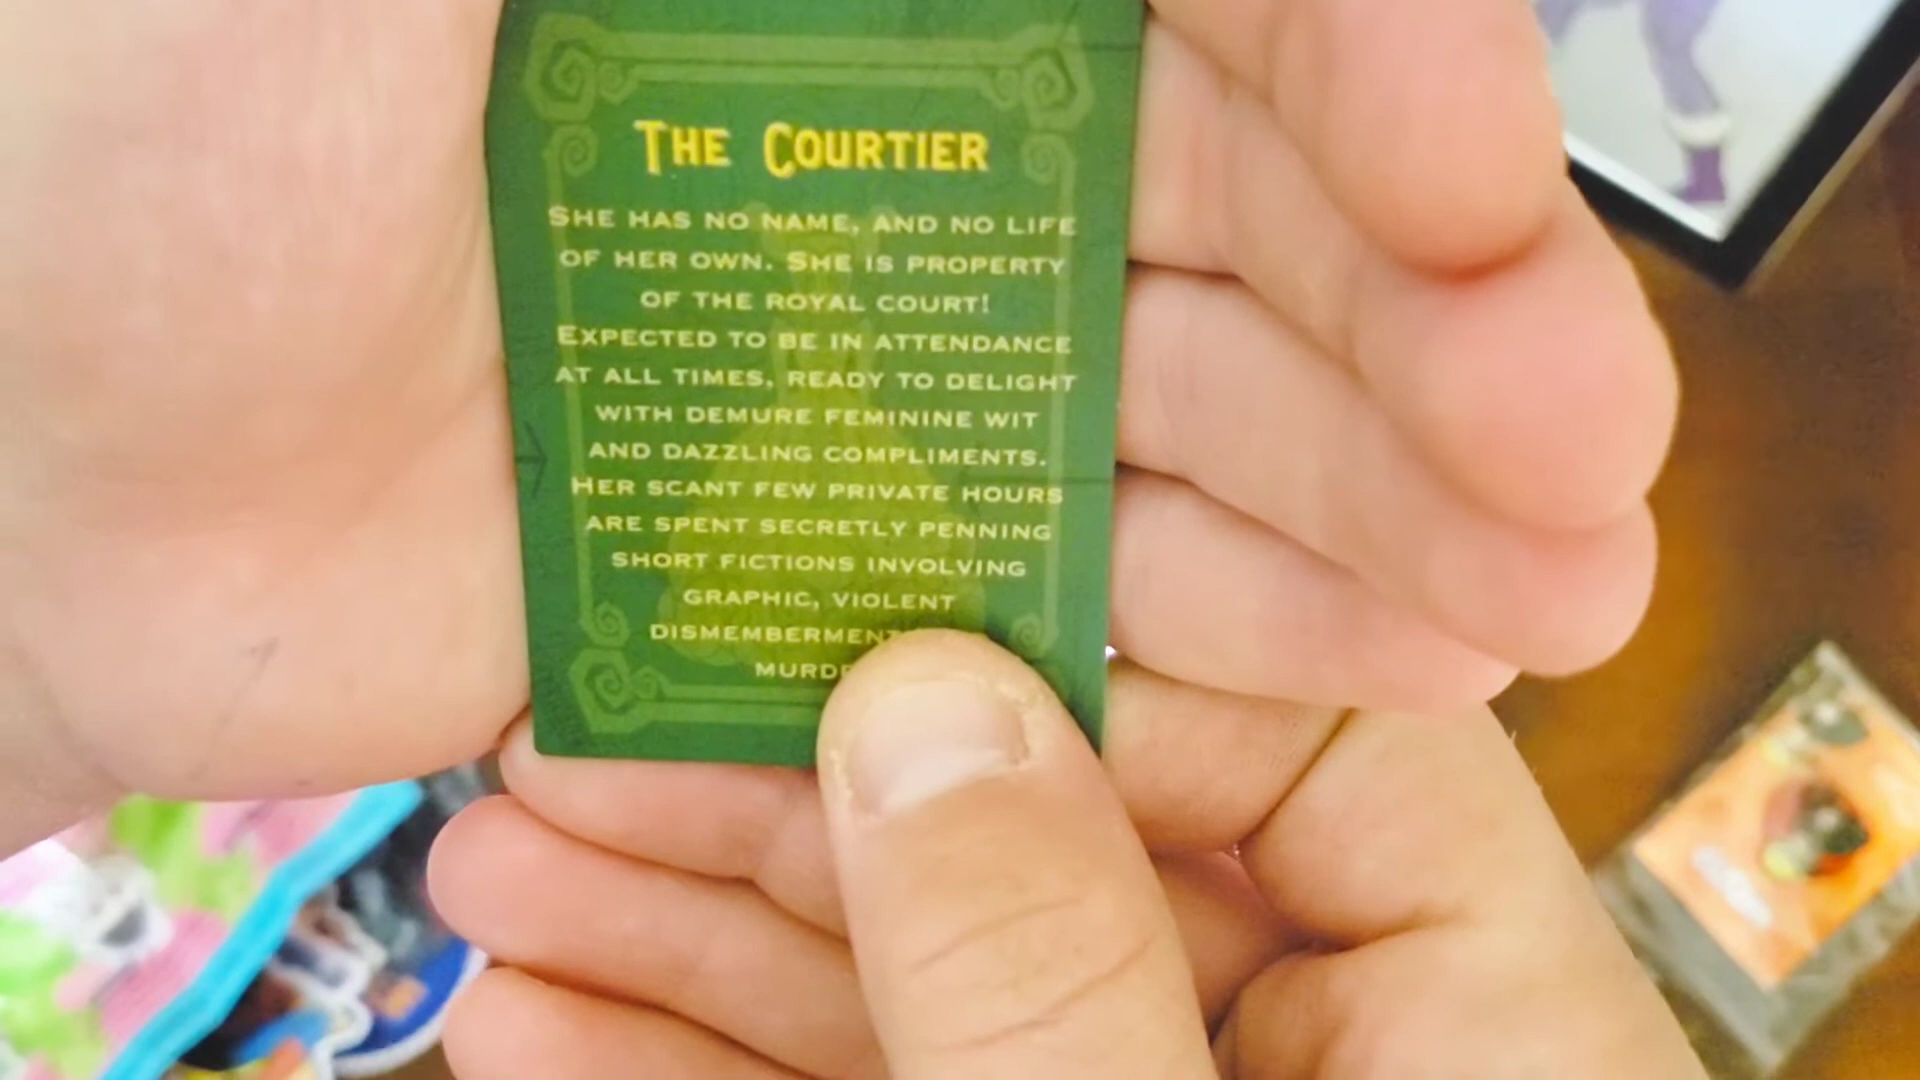 The Courtier
She has no name, and no life
of her own. She is property
of the royal court!
Expected to be in attendance
at all times, ready to delight
with demure feminine wit
and dazzling compliments.
Her scant few private hours
are spent secretly penning
short fictions involving
graphic, violent